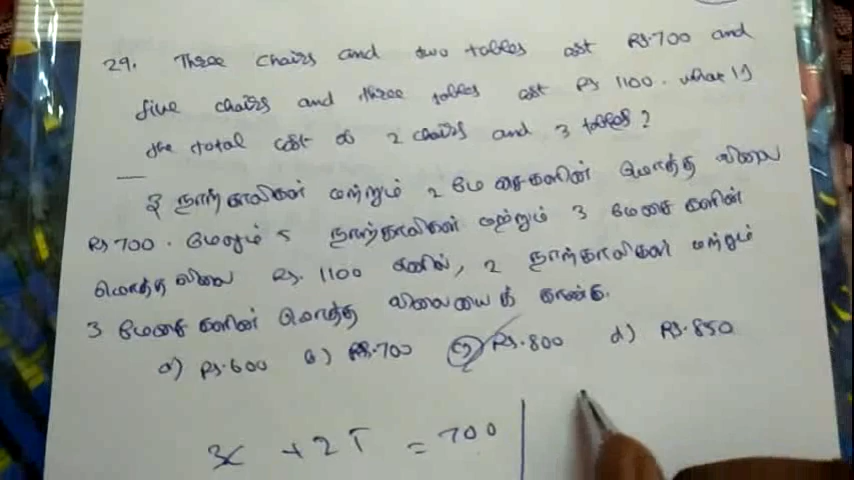 29. Three chairs and two tables cost RS.700 and
five chairs and three tables cost Rs 1100. what is
the total cost of 2 chairs and 3 tables?
3 நாற்காலிகள் மற்றும் 2 மேசைகளின் மொத்த விலை
Rs 700. மேலும் 5 நாற்காலிகள் மற்றும் 3 மேசைகளின்
மொத்த விலை Rs. 1100 எனில், 2 நாற்காலிகள் மற்றும்
3 மேசைகளின் மொத்த விலையைக் காண்க.
a) Rs.600 b) RS.700 c) Rs.800 d) RS.850
3C + 2T = 700